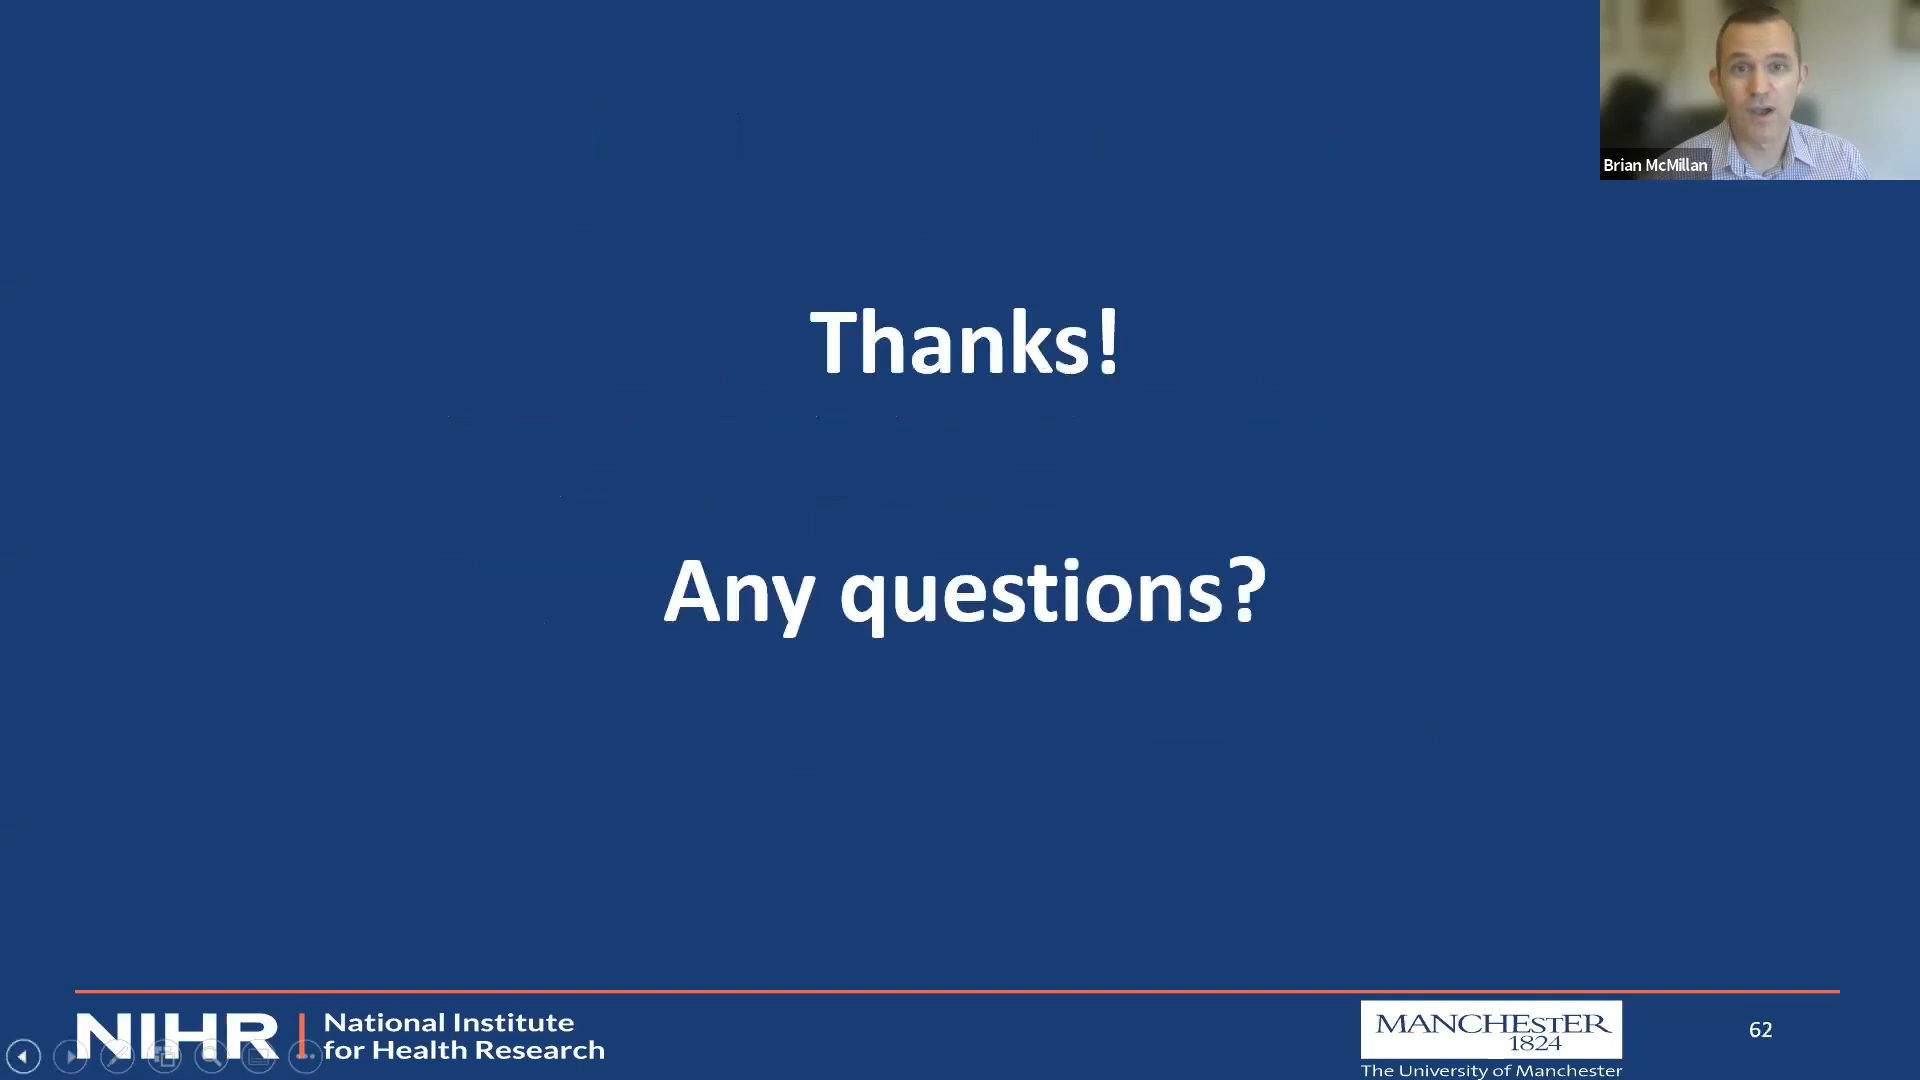 Brian McMillan
Thanks!
Any questions?
NIHR
National Institute
for Health Research
MANCHESTER
1824
The University of Manchester
62